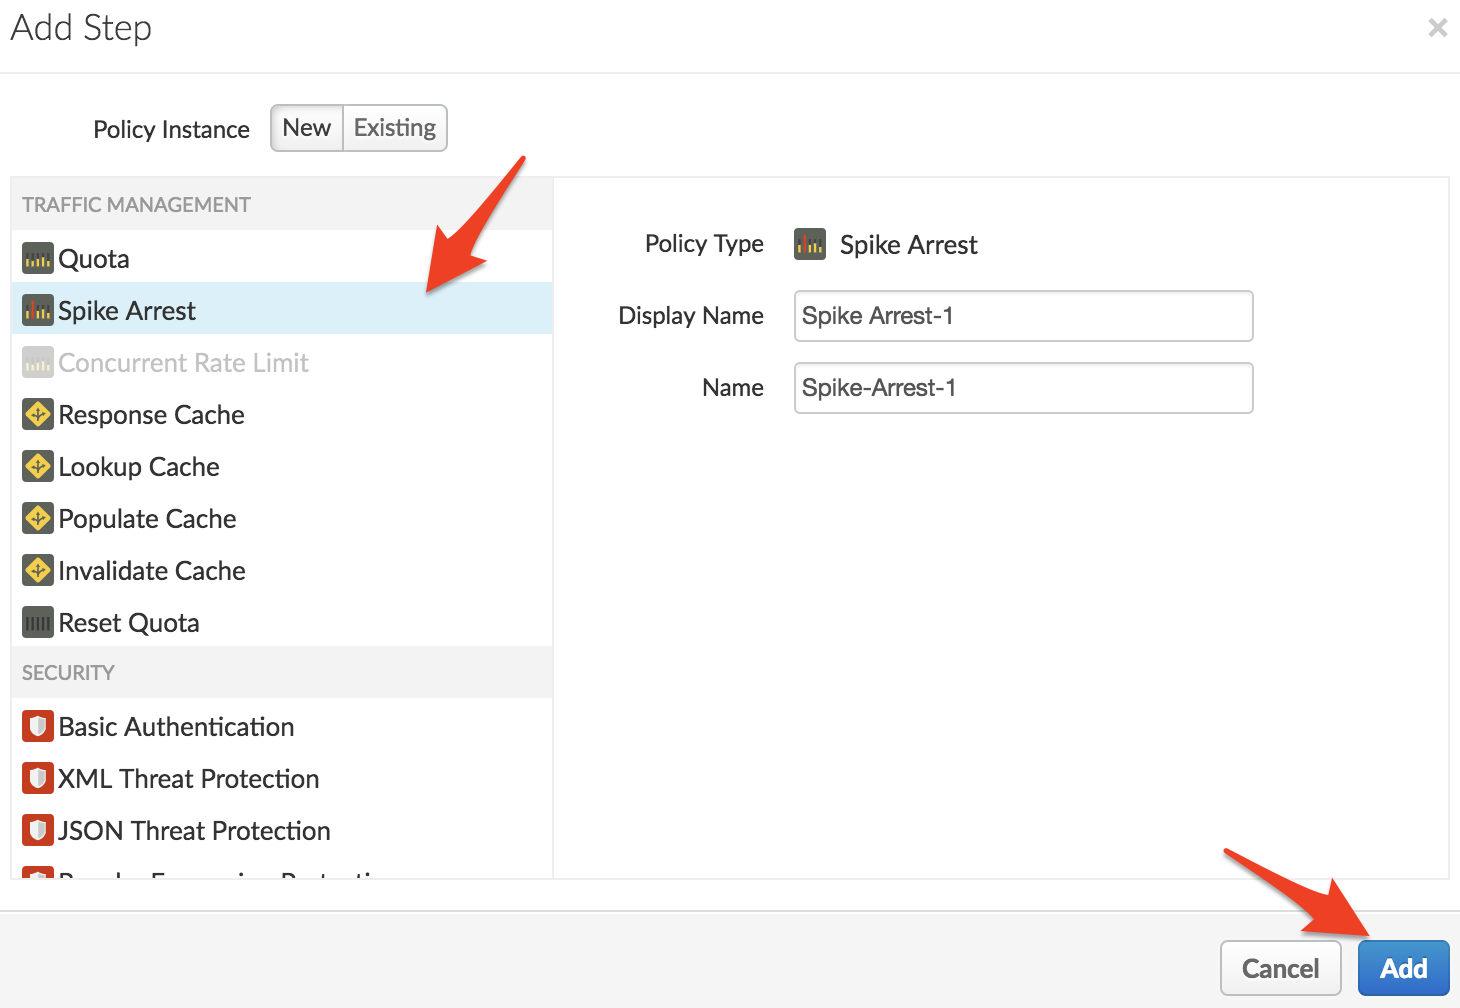 Add Step
×
Policy Instance New Existing
TRAFFIC MANAGEMENT
Quota
Spike Arrest
Concurrent Rate Limit
Response Cache
Lookup Cache
Populate Cache
Invalidate Cache
Reset Quota
SECURITY
Basic Authentication
XML Threat Protection
JSON Threat Protection
Policy Type Spike Arrest
Display Name Spike Arrest-1
Name Spike-Arrest-1
Cancel Add